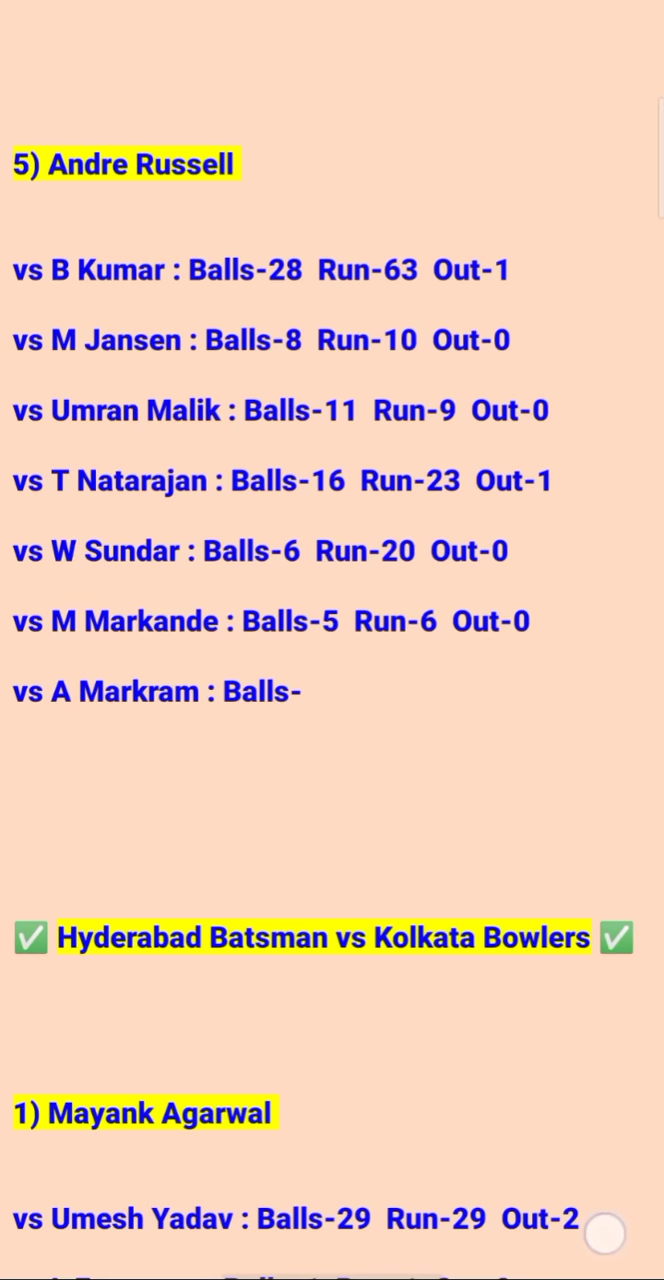 5) Andre Russell
vs B Kumar : Balls-28 Run-63 Out-1
vs M Jansen : Balls-8 Run-10 Out-0
vs Umran Malik : Balls-11 Run-9 Out-0
vs T Natarajan : Balls-16 Run-23 Out-1
vs W Sundar : Balls-6 Run-20 Out-0
vs M Markande : Balls-5 Run-6 Out-0
vs A Markram : Balls-
✅ Hyderabad Batsman vs Kolkata Bowlers ✅
1) Mayank Agarwal
vs Umesh Yadav : Balls-29 Run-29 Out-2